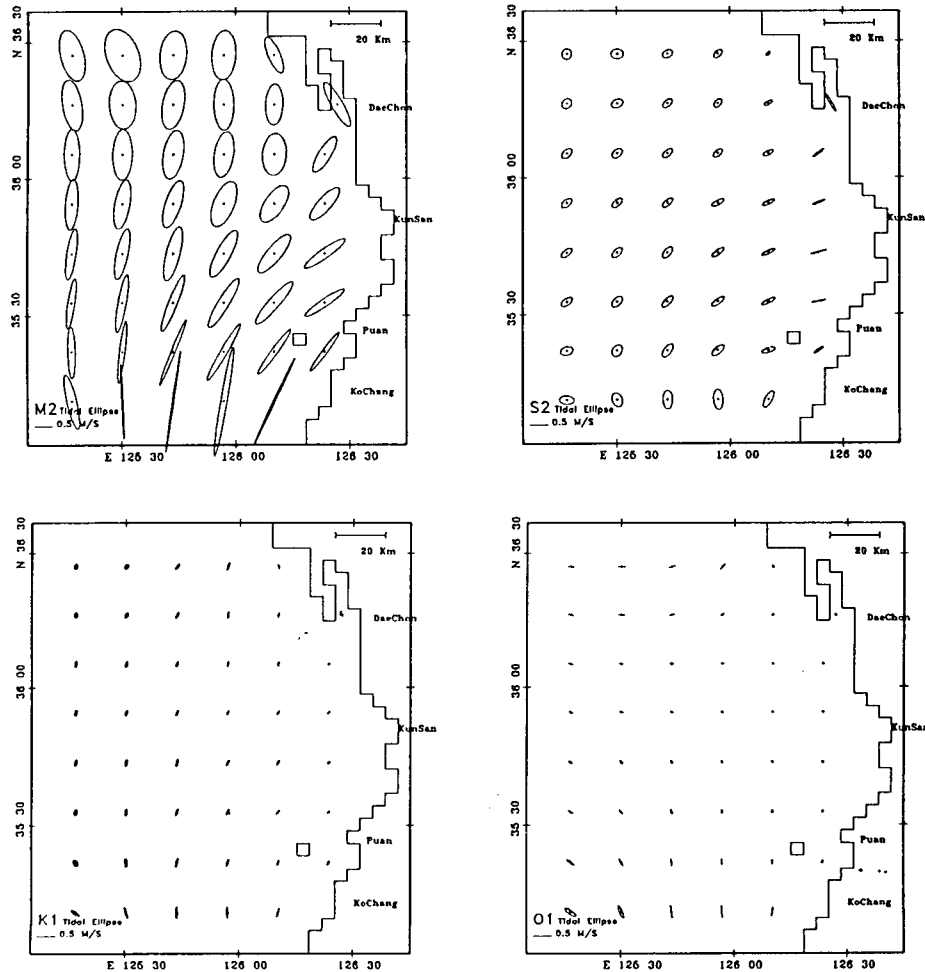 36 30
N
20 Km
DaeChon
36 00
KunSan
35 30
Puan
KoChang
M2 Tidal Ellipse
0.5 M/S
E 126 30
126 00
126 30
36 30
N
20 Km
DaeChon
36 00
KunSan
35 30
Puan
KoChang
S2 Tidal Ellipse
0.5 M/S
E 126 30
126 00
126 30
36 30
N
20 Km
DaeChon
36 00
KunSan
35 30
Puan
KoChang
K1 Tidal Ellipse
0.5 M/S
E 126 30
126 00
126 30
36 30
N
20 Km
DaeChon
36 00
KunSan
35 30
Puan
KoChang
O1 Tidal Ellipse
0.5 M/S
E 126 30
126 00
126 30